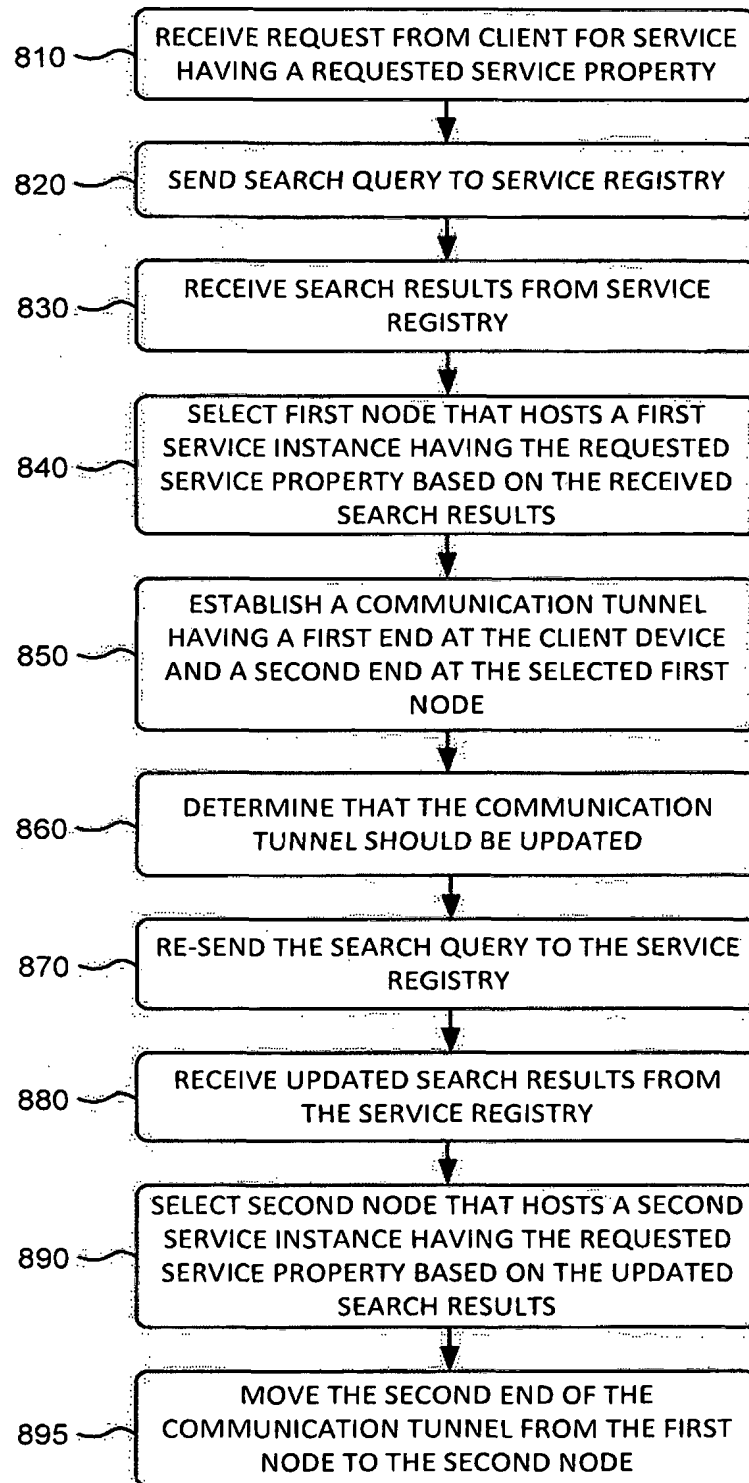 810
RECEIVE REQUEST FROM CLIENT FOR SERVICE
HAVING A REQUESTED SERVICE PROPERTY
820
SEND SEARCH QUERY TO SERVICE REGISTRY
830
RECEIVE SEARCH RESULTS FROM SERVICE
REGISTRY
840
SELECT FIRST NODE THAT HOSTS A FIRST
SERVICE INSTANCE HAVING THE REQUESTED
SERVICE PROPERTY BASED ON THE RECEIVED
SEARCH RESULTS
850
ESTABLISH A COMMUNICATION TUNNEL
HAVING A FIRST END AT THE CLIENT DEVICE
AND A SECOND END AT THE SELECTED FIRST
NODE
860
DETERMINE THAT THE COMMUNICATION
TUNNEL SHOULD BE UPDATED
870
RE-SEND THE SEARCH QUERY TO THE SERVICE
REGISTRY
880
RECEIVE UPDATED SEARCH RESULTS FROM
THE SERVICE REGISTRY
890
SELECT SECOND NODE THAT HOSTS A SECOND
SERVICE INSTANCE HAVING THE REQUESTED
SERVICE PROPERTY BASED ON THE UPDATED
SEARCH RESULTS
895
MOVE THE SECOND END OF THE
COMMUNICATION TUNNEL FROM THE FIRST
NODE TO THE SECOND NODE